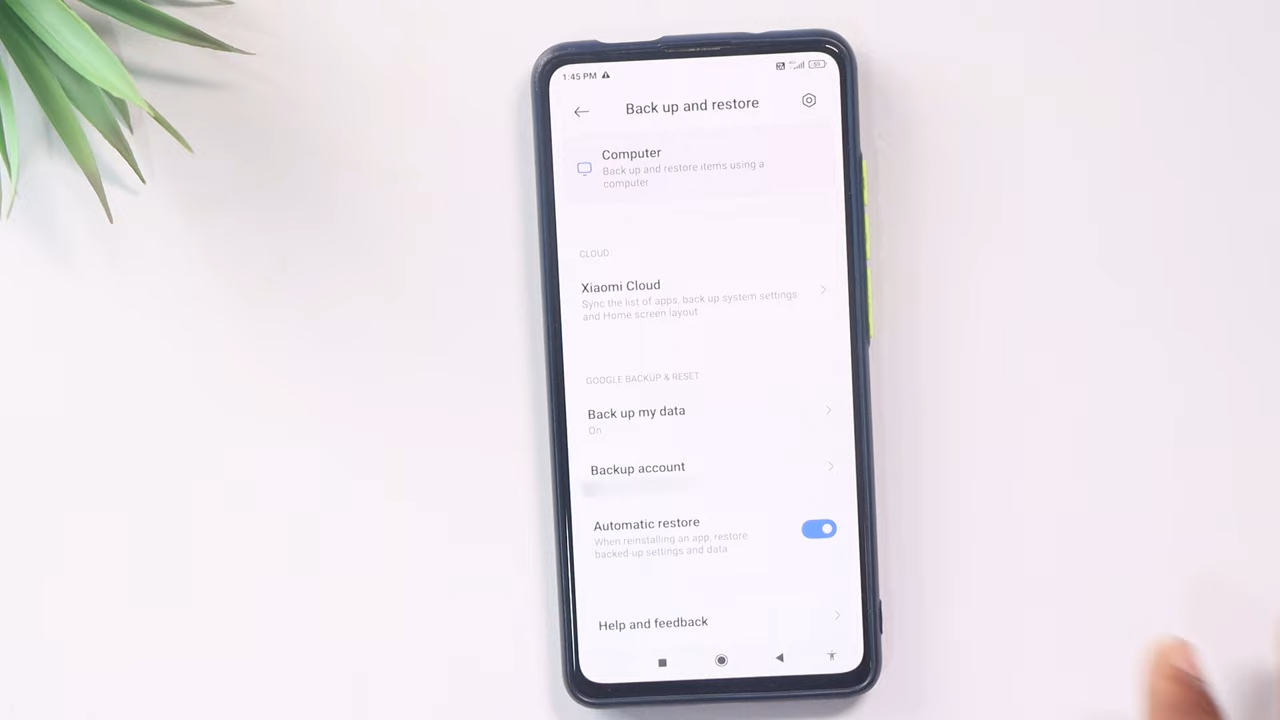 1:45 PM
59
Back up and restore
Computer
Back up and restore items using a
computer
CLOUD
Xiaomi Cloud
Sync the list of apps, back up system settings
and Home screen layout
GOOGLE BACKUP & RESET
Back up my data
On
Backup account
Automatic restore
When reinstalling an app, restore
backed-up settings and data
Help and feedback